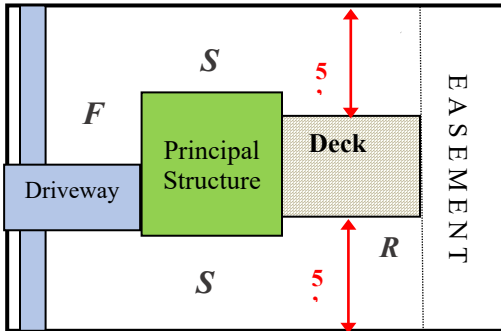 S
F
5'
Principal
Structure
Deck
Driveway
EASEMENT
S
5'
R